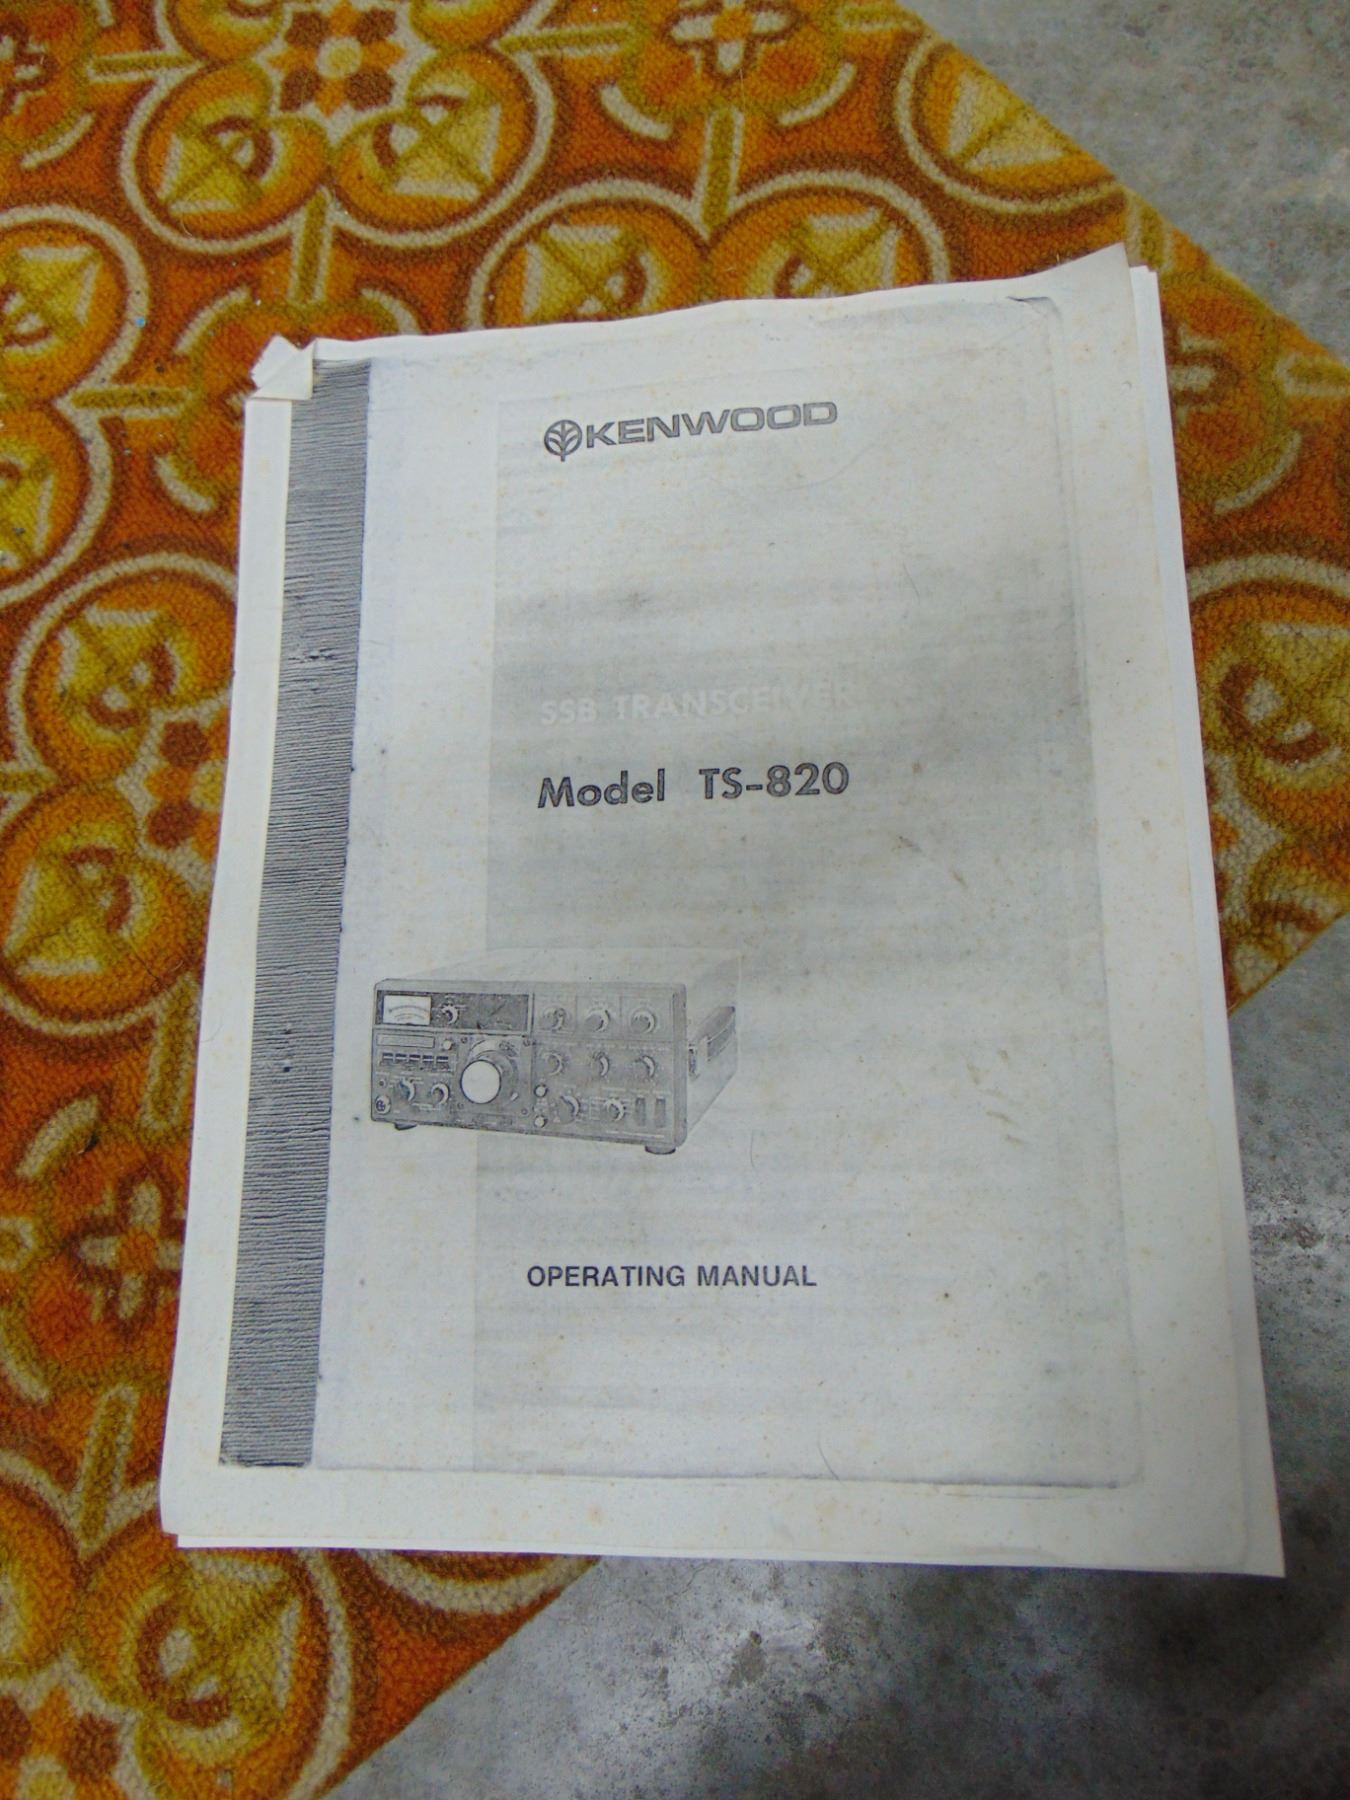 KENWOOD
SSB TRANSCEIVER
Model TS-820
OPERATING MANUAL